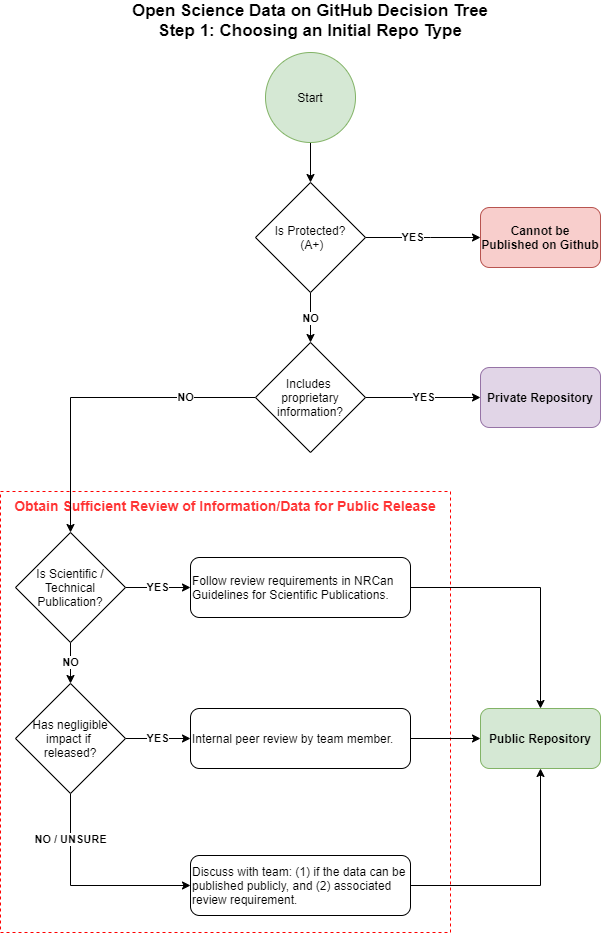 Open Science Data on GitHub Decision Tree
Step 1: Choosing an Initial Repo Type
Start
Is Protected?
(A+)
YES
Cannot be
Published on Github
NO
Includes
proprietary
information?
YES
Private Repository
NO
Obtain Sufficient Review of Information/Data for Public Release
Is Scientific /
Technical
Publication?
YES
Follow review requirements in NRCan
Guidelines for Scientific Publications.
NO
Has negligible
impact if
released?
YES
Internal peer review by team member.
Public Repository
NO / UNSURE
Discuss with team: (1) if the data can be
published publicly, and (2) associated
review requirement.